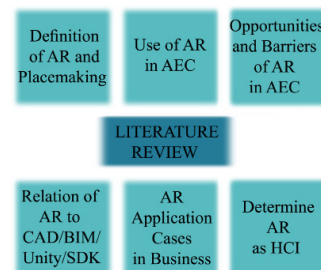 Definition
of AR and
Placemaking
Use of AR
in AEC
Opportunities
and Barriers
of AR
in AEC
LITERATURE
REVIEW
Relation of
AR to
CAD/BIM/
Unity/SDK
AR
Application
Cases
in Business
Determine
AR
as HCI